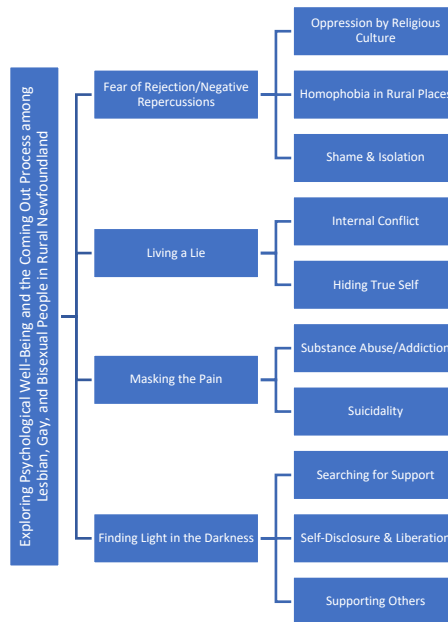 Exploring Psychological Well-Being and the Coming Out Process among
Lesbian, Gay, and Bisexual People in Rural Newfoundland
Fear of Rejection/Negative
Repercussions
Oppression by Religious
Culture
Homophobia in Rural Places
Shame & Isolation
Living a Lie
Internal Conflict
Hiding True Self
Masking the Pain
Substance Abuse/Addiction
Suicidality
Finding Light in the Darkness
Searching for Support
Self-Disclosure & Liberation
Supporting Others